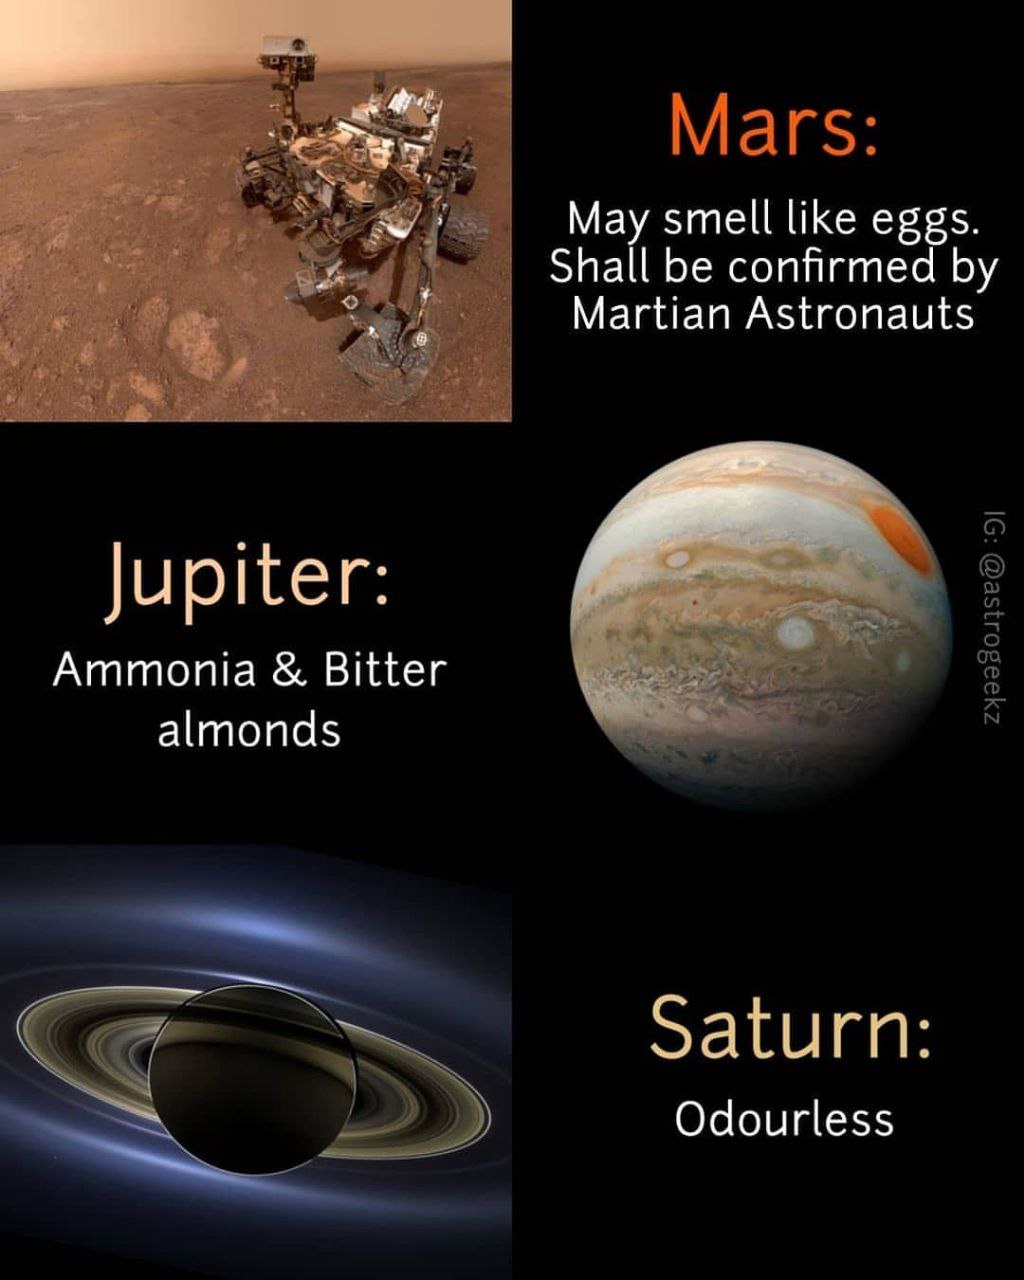 Mars:
May smell like eggs.
Shall be confirmed by
Martian Astronauts
Jupiter:
Ammonia & Bitter
almonds
IG: @astrogeekz
Saturn:
Odourless